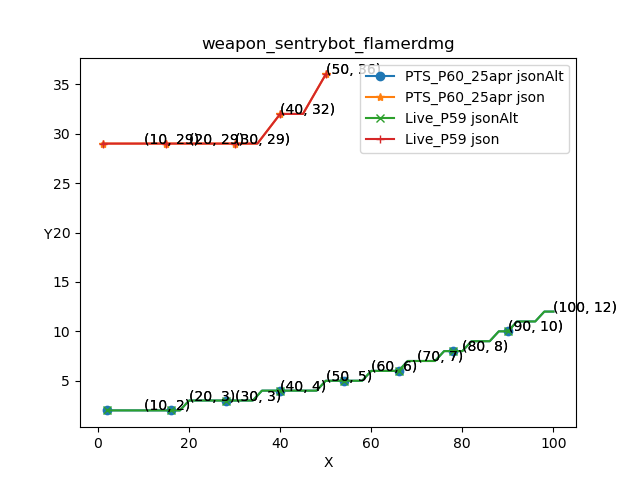 weapon_sentrybot_flamerdmg
PTS_P60_25apr jsonAlt
PTS_P60_25apr json
Live_P59 jsonAlt
Live_P59 json
(50, 36)
(40, 32)
(10, 29)
(20, 29)
(30, 29)
(10, 2)
(20, 3)
(30, 3)
(40, 4)
(50, 5)
(60, 6)
(70, 7)
(80, 8)
(90, 10)
(100, 12)
35
30
25
20
15
10
5
Y
0 20 40 60 80 100
X